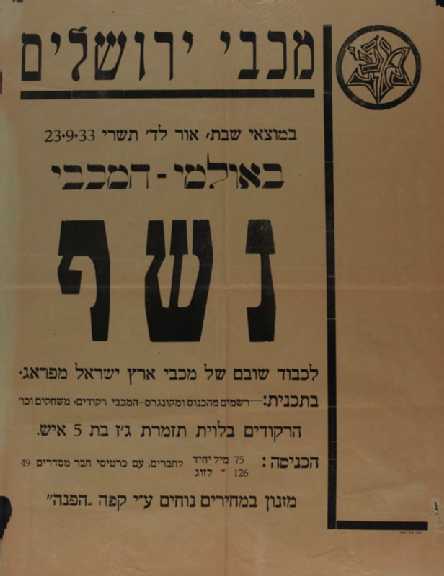 מכבי ירושלים
במוצאי שבת, אור לד' תשרי 23·9·33
באולמי-המכבי
נשף
לכבוד שובם של מכבי ארץ ישראל מפראג·
בתכנית:— רשמים מהכנוס ומקונגרס-המכבי רקודים, משחקים וכו'
הרקודים בלוית תזמרת ג'ז בת 5 איש.
הכניסה: 75 מיל יחיד
126 " לזוג
לחברים, עם כרטיסי חבר מסדרים 49
מזנון במחירים נוחים ע"י קפה „הפנה"